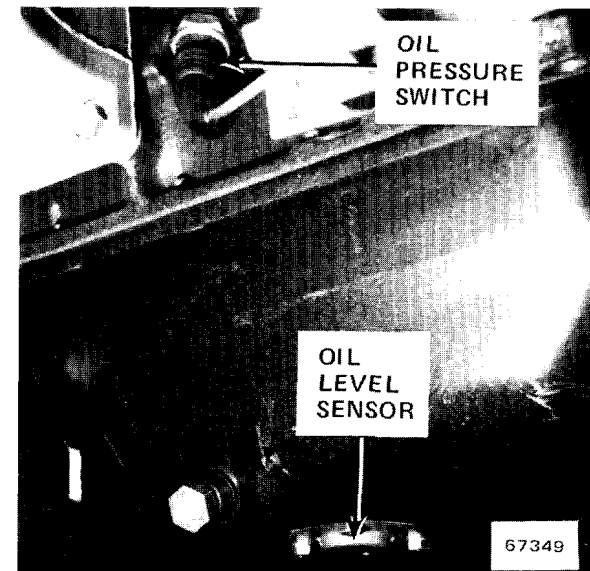 OIL
PRESSURE
SWITCH
OIL
LEVEL
SENSOR
67349